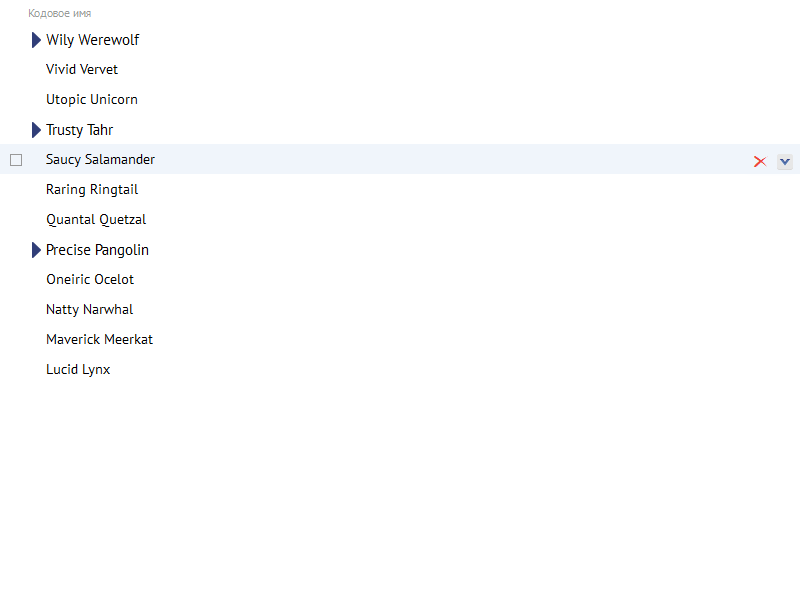 Кодовое имя
Wily Werewolf
Vivid Vervet
Utopic Unicorn
Trusty Tahr
Saucy Salamander
Raring Ringtail
Quantal Quetzal
Precise Pangolin
Oneiric Ocelot
Natty Narwhal
Maverick Meerkat
Lucid Lynx